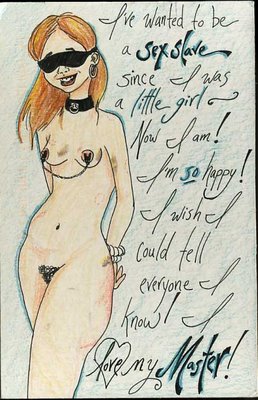 I've wanted to be
a sex slave
since I was
a little girl
Now I am!
I'm so happy!
I wish I
could tell
everyone I
know! I
love my Master!